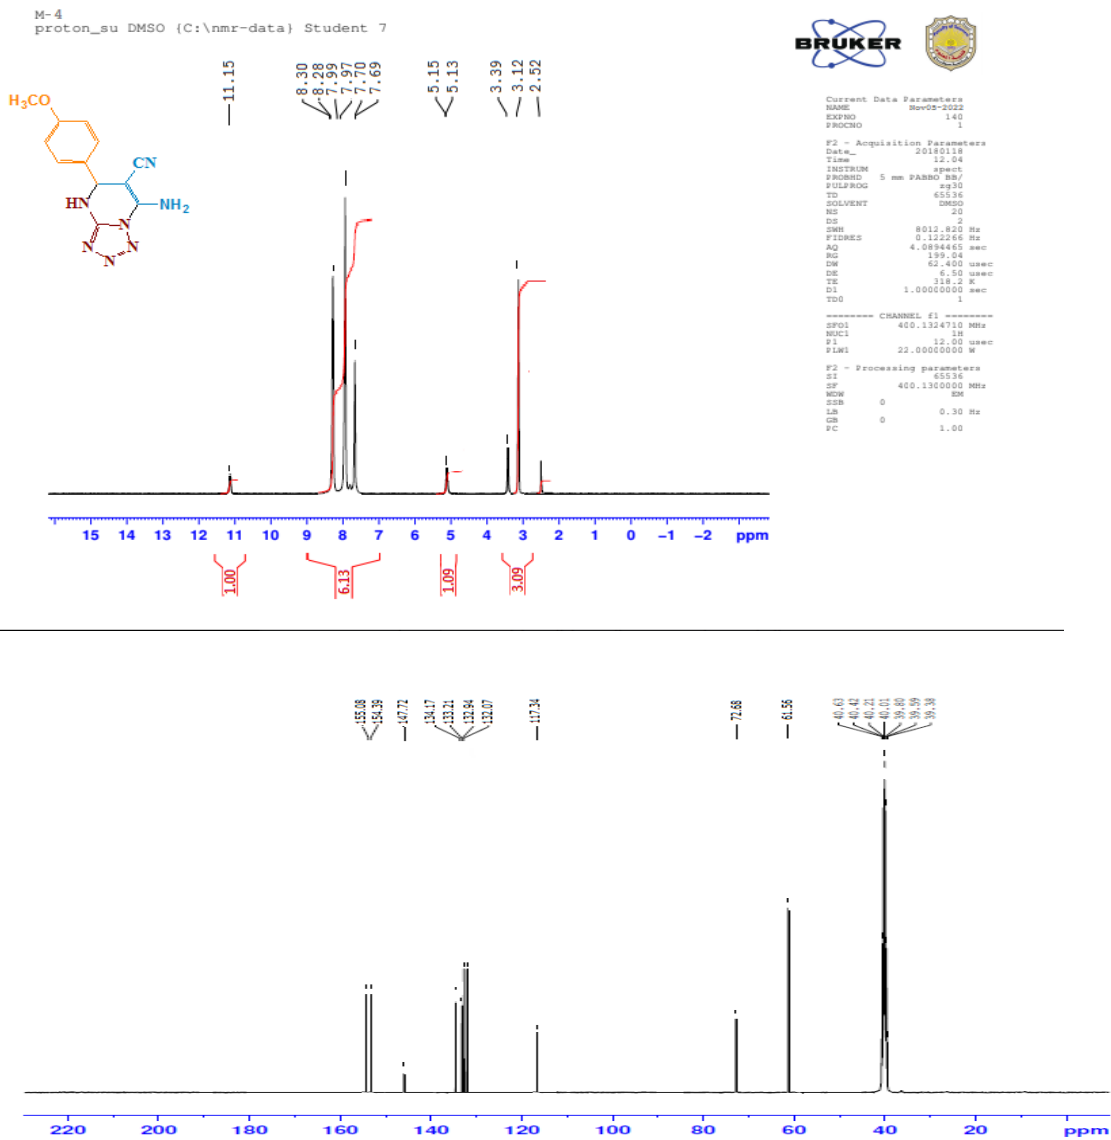 M-4
proton_su DMSO {C:\nmr-data} Student 7
11.15
8.30
8.28
7.99
7.97
7.70
7.69
5.15
5.13
3.39
3.12
2.52
BRUKER
H₃CO
CN
HN
NH₂
N
N
N
N
Current Data Parameters
NAME Nov05-2022
EXPNO 140
PROCNO 1
F2 - Acquisition Parameters
Date_ 20180118
Time 12.04
INSTRUM spect
PROBHD 5 mm PABBO BB/
PULPROG zg30
TD 65536
SOLVENT DMSO
NS 20
DS 2
SWH 8012.820 Hz
FIDRES 0.122266 Hz
AQ 4.0894465 sec
RG 199.04
DW 62.400 usec
DE 6.50 usec
TE 318.2 K
D1 1.00000000 sec
TD0 1
======== CHANNEL f1 ========
SFO1 400.1324710 MHz
NUC1 1H
P1 12.00 usec
PLW1 22.00000000 W
F2 - Processing parameters
SI 65536
SF 400.1300000 MHz
WDW EM
SSB 0
LB 0.30 Hz
GB 0
PC 1.00
15 14 13 12 11 10 9 8 7 6 5 4 3 2 1 0 -1 -2 ppm
1.00
6.13
1.09
3.09
155.08
154.39
147.72
134.17
133.21
132.94
132.07
117.34
72.68
61.56
40.63
40.42
40.21
40.01
39.80
39.59
39.38
220 200 180 160 140 120 100 80 60 40 20 ppm